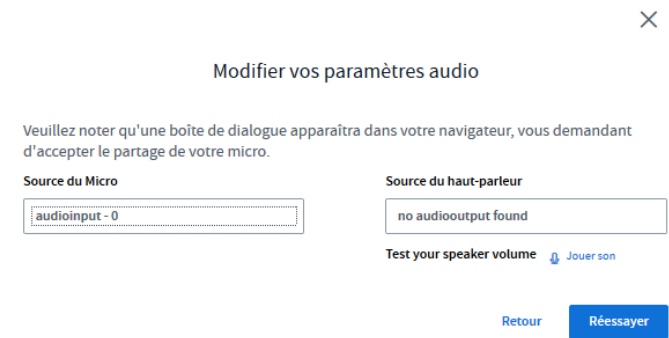 Modifier vos paramètres audio
Veuillez noter qu'une boîte de dialogue apparaîtra dans votre navigateur, vous demandant
d'accepter le partage de votre micro.
Source du Micro
audioinput - 0
Source du haut-parleur
no audiooutput found
Test your speaker volume Jouer son
Retour
Réessayer